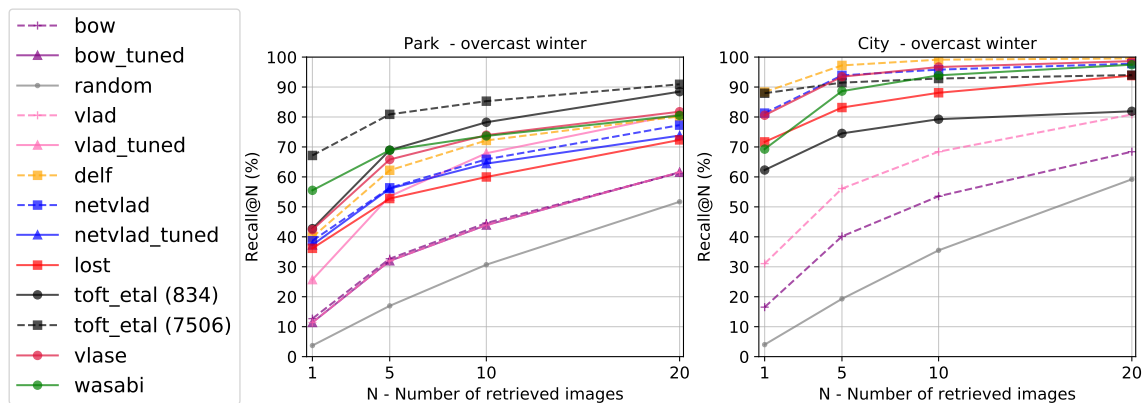 bow
bow_tuned
random
vlad
vlad_tuned
delf
netvlad
netvlad_tuned
lost
toft_etal (834)
toft_etal (7506)
vlase
wasabi
Park - overcast winter
Recall@N (%)
100
90
80
70
60
50
40
30
20
10
0
1 5 10 20
N - Number of retrieved images
City - overcast winter
Recall@N (%)
100
90
80
70
60
50
40
30
20
10
0
1 5 10 20
N - Number of retrieved images